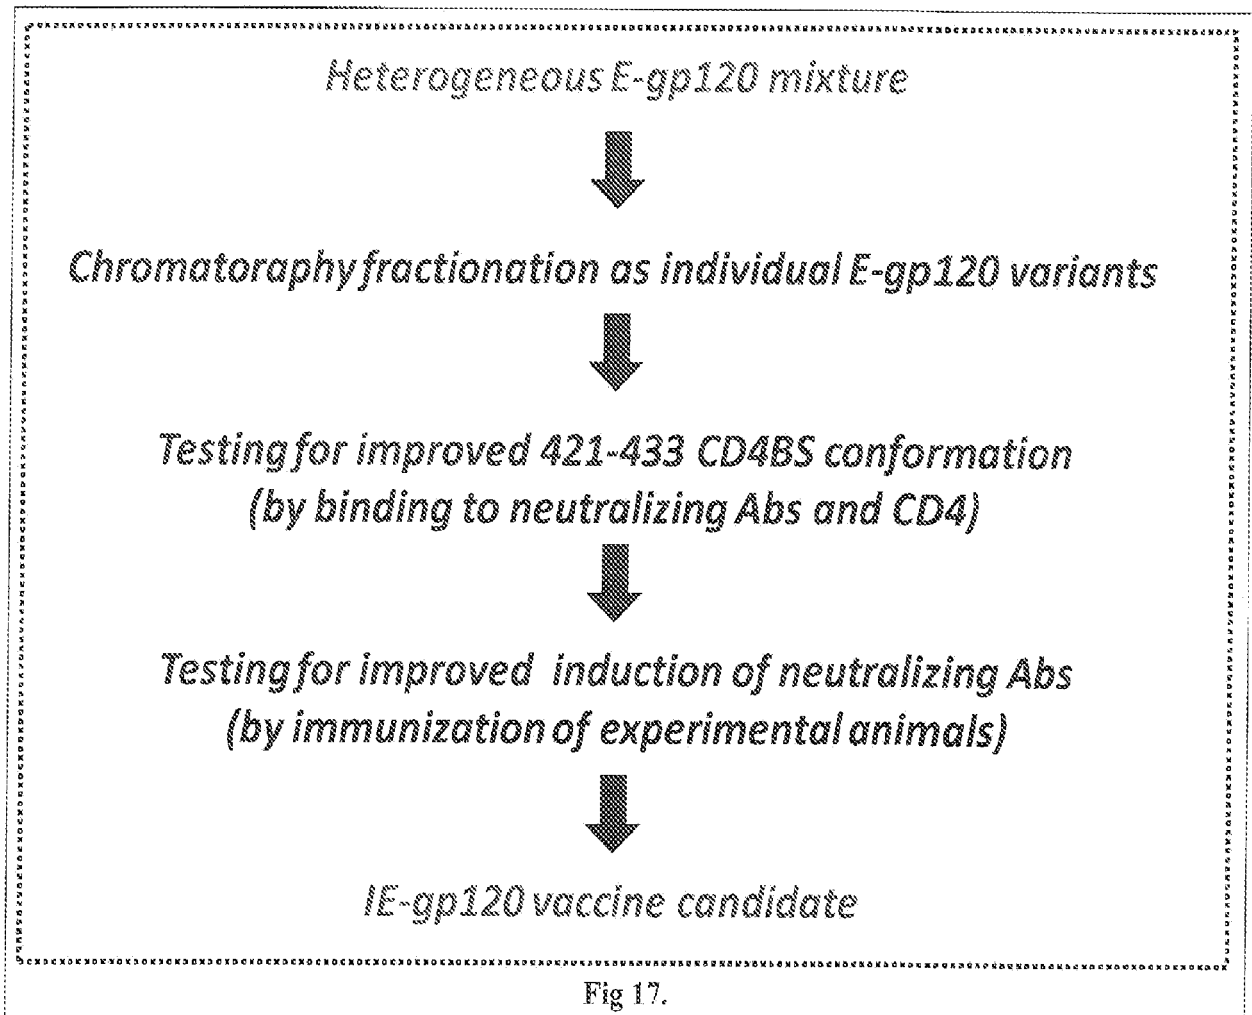 Heterogeneous E-gp120 mixture
Chromatoraphy fractionation as individual E-gp120 variants
Testing for improved 421-433 CD4BS conformation
(by binding to neutralizing Abs and CD4)
Testing for improved induction of neutralizing Abs
(by immunization of experimental animals)
IE-gp120 vaccine candidate
Fig 17.